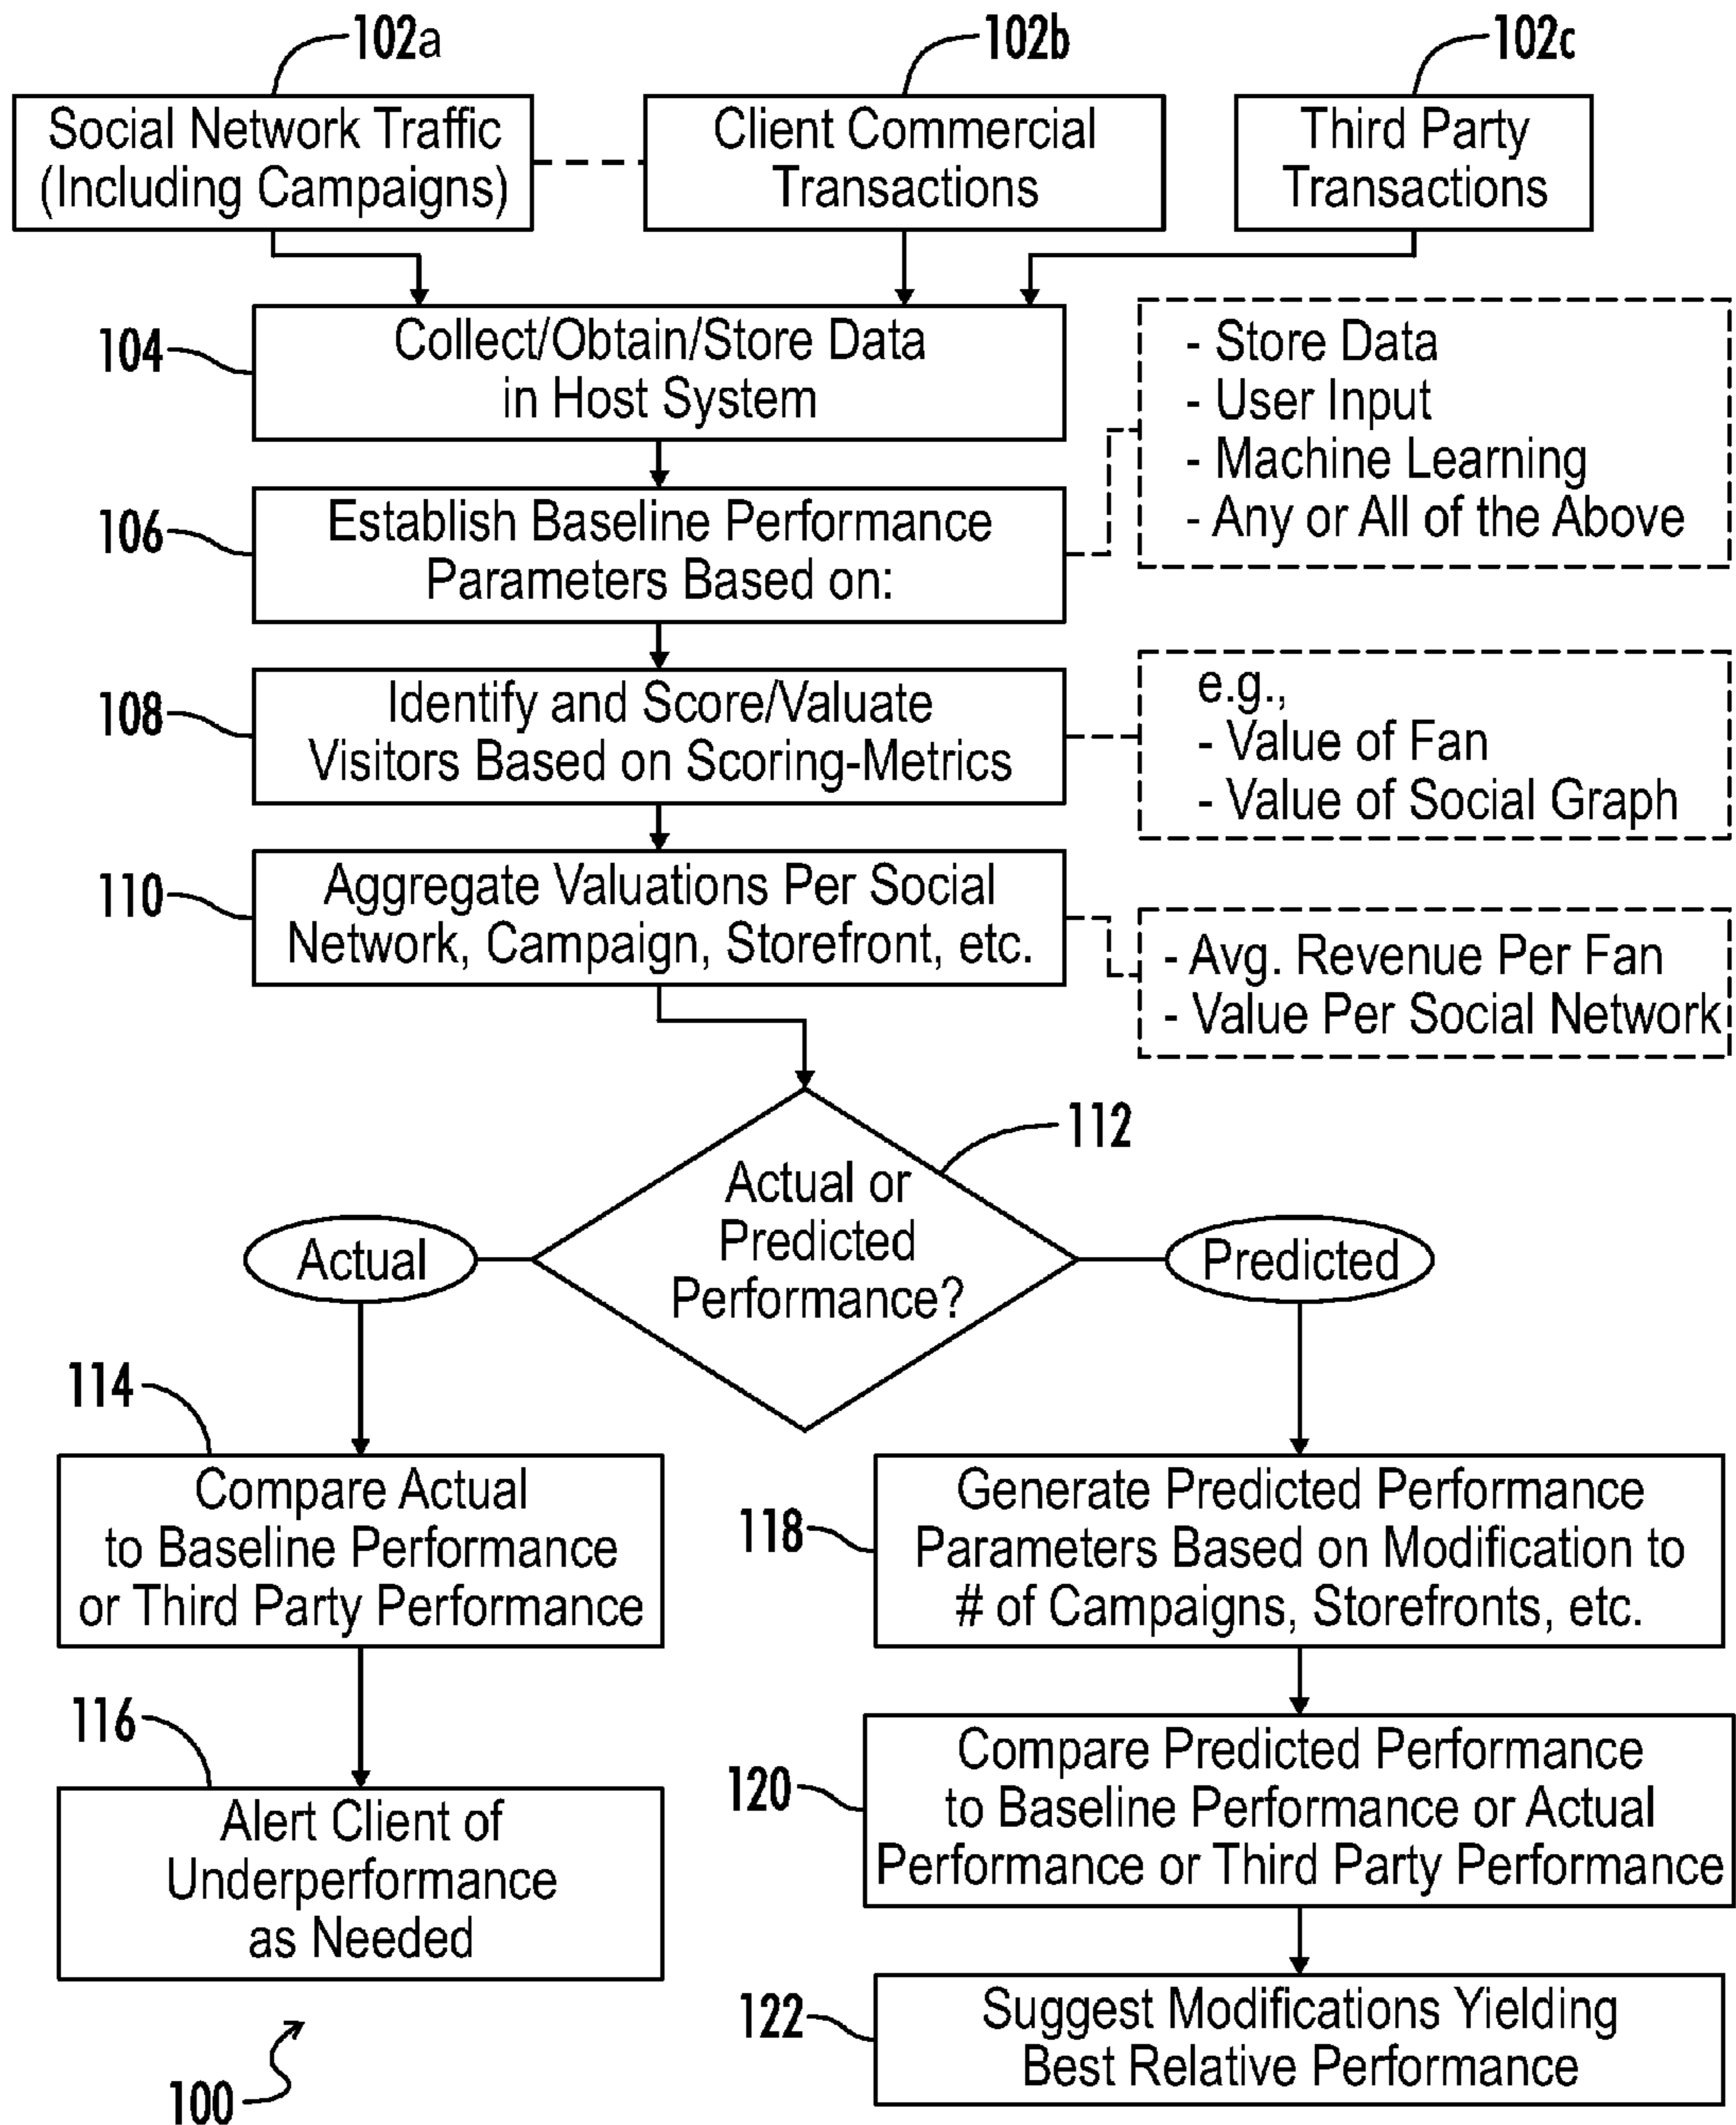 102a
102b
102c
Social Network Traffic
(Including Campaigns)
Client Commercial
Transactions
Third Party
Transactions
104
Collect/Obtain/Store Data
in Host System
- Store Data
- User Input
- Machine Learning
- Any or All of the Above
106
Establish Baseline Performance
Parameters Based on:
108
Identify and Score/Valuate
Visitors Based on Scoring-Metrics
e.g.,
- Value of Fan
- Value of Social Graph
110
Aggregate Valuations Per Social
Network, Campaign, Storefront, etc.
- Avg. Revenue Per Fan
- Value Per Social Network
112
Actual or
Predicted
Performance?
Actual
Predicted
114
Compare Actual
to Baseline Performance
or Third Party Performance
116
Alert Client of
Underperformance
as Needed
118
Generate Predicted Performance
Parameters Based on Modification to
# of Campaigns, Storefronts, etc.
120
Compare Predicted Performance
to Baseline Performance or Actual
Performance or Third Party Performance
122
Suggest Modifications Yielding
Best Relative Performance
100